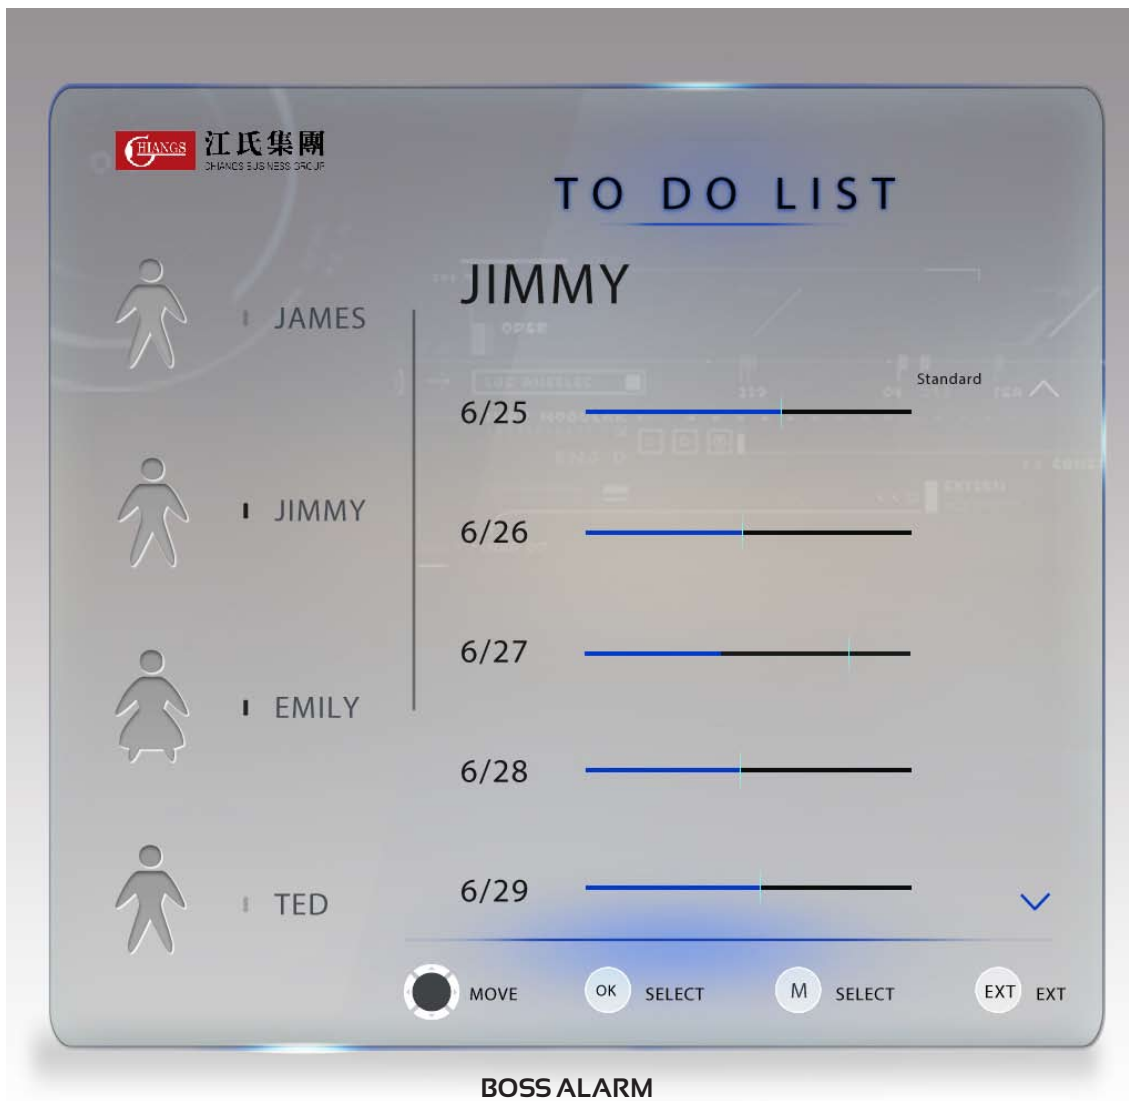 CHIANGS 江氏集團
CHIANGS BUSINESS GROUP
TO DO LIST
JAMES
JIMMY
EMILY
TED
JIMMY
Standard
6/25
6/26
6/27
6/28
6/29
MOVE OK SELECT M SELECT EXT EXT
BOSS ALARM